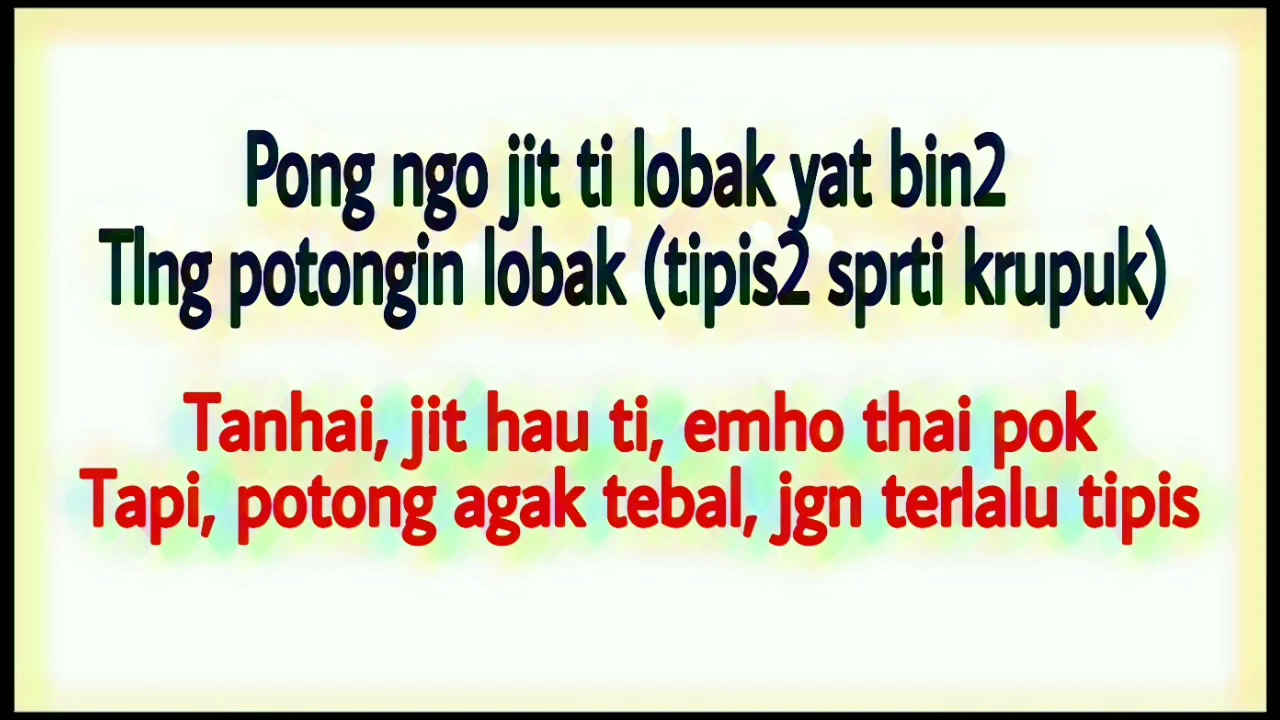 Pong ngo jit ti lobak yat bin2
Tlng potongin lobak (tipis2 sprti krupuk)
Tanhai, jit hau ti, emho thai pok
Tapi, potong agak tebal, jgn terlalu tipis